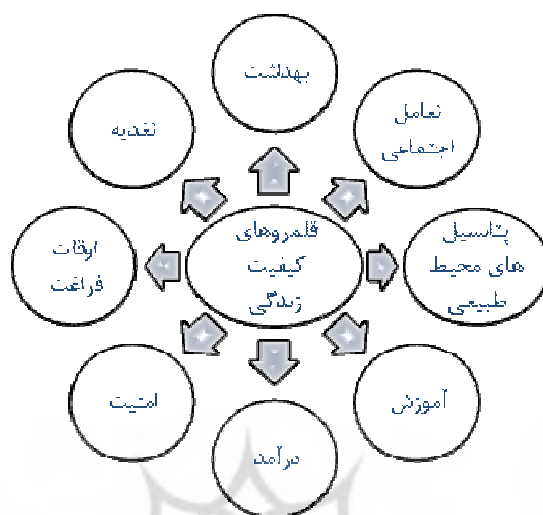 بهداشت
تعامل
اجتماعی
تغذیه
قلمروهای
کیفیت
زندگی
پتانسیل
های محیط
طبیعی
اوقات
فراغت
آموزش
امنیت
درآمد